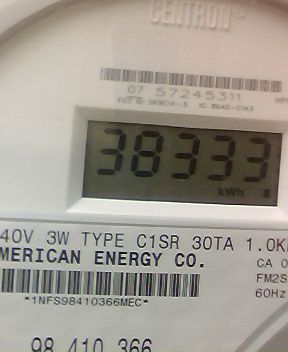 CENTRON®
07 57245311
38333
kWh
40V 3W TYPE C1SR 30TA 1.0K
MERICAN ENERGY CO.
CA 0
FM2S
*1NFS98410366MEC*
60Hz
98 410 366